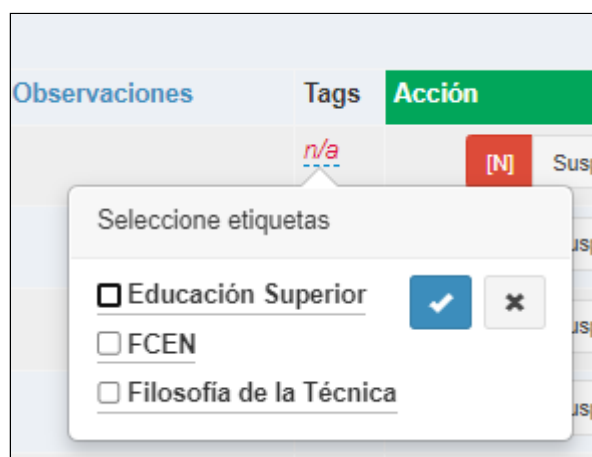 Observaciones Tags Acción
n/a [N]
Seleccione etiquetas
Educación Superior
FCEN
Filosofía de la Técnica